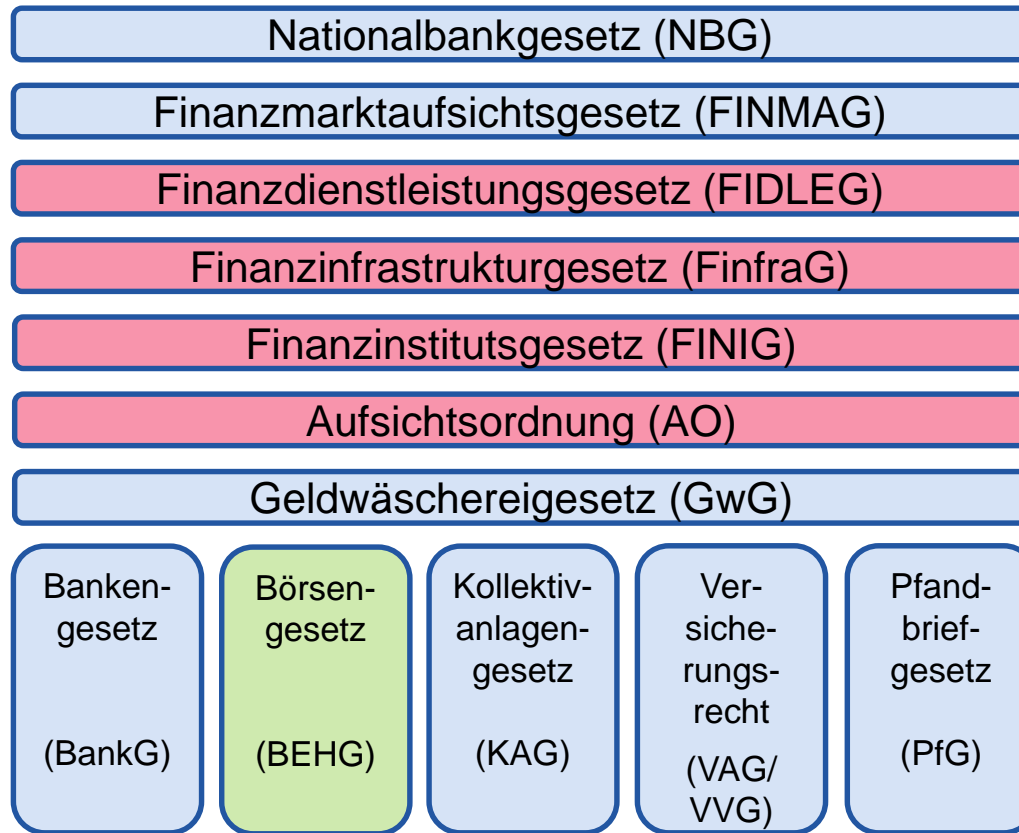 Nationalbankgesetz (NBG)
Finanzmarktaufsichtsgesetz (FINMAG)
Finanzdienstleistungsgesetz (FIDLEG)
Finanzinfrastrukturgesetz (FinfraG)
Finanzinstitutsgesetz (FINIG)
Aufsichtsordnung (AO)
Geldwäschereigesetz (GwG)
Banken-
gesetz
(BankG)
Börsen-
gesetz
(BEHG)
Kollektiv-
anlagen-
gesetz
(KAG)
Ver-
siche-
rungs-
recht
(VAG/
VVG)
Pfand-
brief-
gesetz
(PfG)